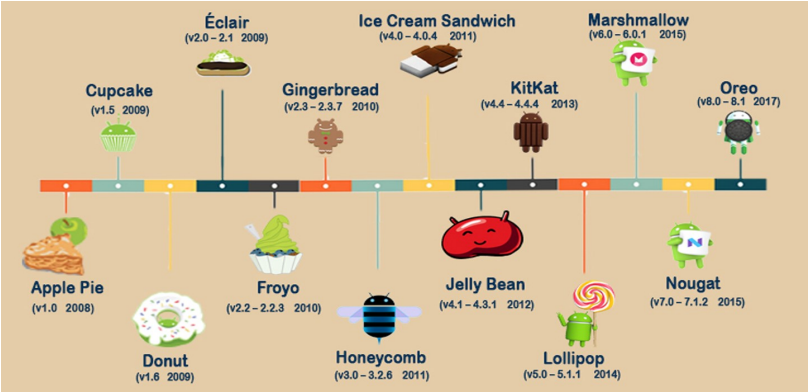 Éclair
(v2.0 – 2.1 2009)
Ice Cream Sandwich
(v4.0 – 4.0.4 2011)
Marshmallow
(v6.0 – 6.0.1 2015)
Cupcake
(v1.5 2009)
Gingerbread
(v2.3 – 2.3.7 2010)
KitKat
(v4.4 – 4.4.4 2013)
Oreo
(v8.0 – 8.1 2017)
Apple Pie
(v1.0 2008)
Froyo
(v2.2 – 2.2.3 2010)
Jelly Bean
(v4.1 – 4.3.1 2012)
N
Nougat
(v7.0 – 7.1.2 2015)
Donut
(v1.6 2009)
Honeycomb
(v3.0 – 3.2.6 2011)
Lollipop
(v5.0 – 5.1.1 2014)